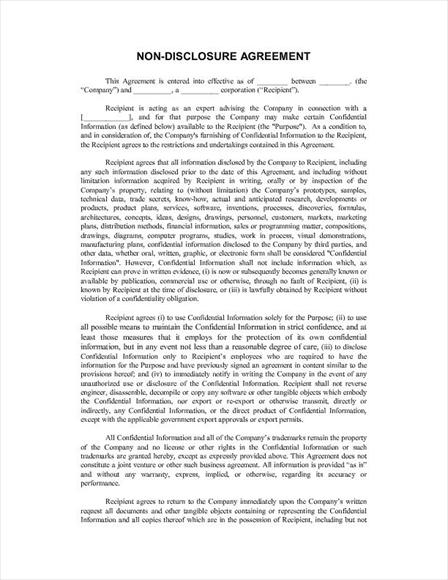 NON-DISCLOSURE AGREEMENT
This Agreement is entered into effective as of ________ between ________. (the
“Company”) and __________, a __________ corporation (“Recipient”).
Recipient is acting as an expert advising the Company in connection with a
[____________], and for that purpose the Company may make certain Confidential
Information (as defined below) available to the Recipient (the "Purpose"). As a condition to,
and in consideration of, the Company's furnishing of Confidential Information to the Recipient,
the Recipient agrees to the restrictions and undertakings contained in this Agreement.
Recipient agrees that all information disclosed by the Company to Recipient, including
any such information disclosed prior to the date of this Agreement, and including without
limitation information acquired by Recipient in writing, orally or by inspection of the
Company's property, relating to (without limitation) the Company's prototypes, samples,
technical data, trade secrets, know-how, actual and anticipated research, developments or
products, product plans, services, software, inventions, processes, discoveries, formulas,
architectures, concepts, ideas, designs, drawings, personnel, customers, markets, marketing
plans, distribution methods, financial information, sales or programming matter, compositions,
drawings, diagrams, computer programs, studies, work in process, visual demonstrations,
manufacturing plans, confidential information disclosed to the Company by third parties, and
other data, whether oral, written, graphic, or electronic form shall be considered "Confidential
Information". However, Confidential Information shall not include information which, as
Recipient can prove in written evidence, (i) is now or subsequently becomes generally known or
available by publication, commercial use or otherwise, through no fault of Recipient, (ii) is
known by Recipient at the time of disclosure, or (iii) is lawfully obtained by Recipient without
violation of a confidentiality obligation.
Recipient agrees (i) to use Confidential Information solely for the Purpose; (ii) to use
all possible means to maintain the Confidential Information in strict confidence, and at
least those measures that it employs for the protection of its own confidential
information, but in any event not less than a reasonable degree of care, (iii) to disclose
Confidential Information only to Recipient’s employees who are required to have the
information for the Purpose and have previously signed an agreement in content similar to the
provisions hereof; and (iv) to immediately notify in writing the Company in the event of any
unauthorized use or disclosure of the Confidential Information. Recipient shall not reverse
engineer, disassemble, decompile or copy any software or other tangible objects which embody
the Confidential Information, nor export or re-export or otherwise transmit, directly or
indirectly, any Confidential Information, or the direct product of Confidential Information,
except with the applicable government export approvals or export permits.
All Confidential Information and all of the Company’s trademarks remain the property
of the Company and no license or other rights in the Confidential Information or such
trademarks are granted hereby, except as expressly provided above. This Agreement does not
constitute a joint venture or other such business agreement. All information is provided “as is”
and without any warranty, express, implied, or otherwise, regarding its accuracy or
performance.
Recipient agrees to return to the Company immediately upon the Company's written
request all documents and other tangible objects containing or representing the Confidential
Information and all copies thereof which are in the possession of Recipient, including but not